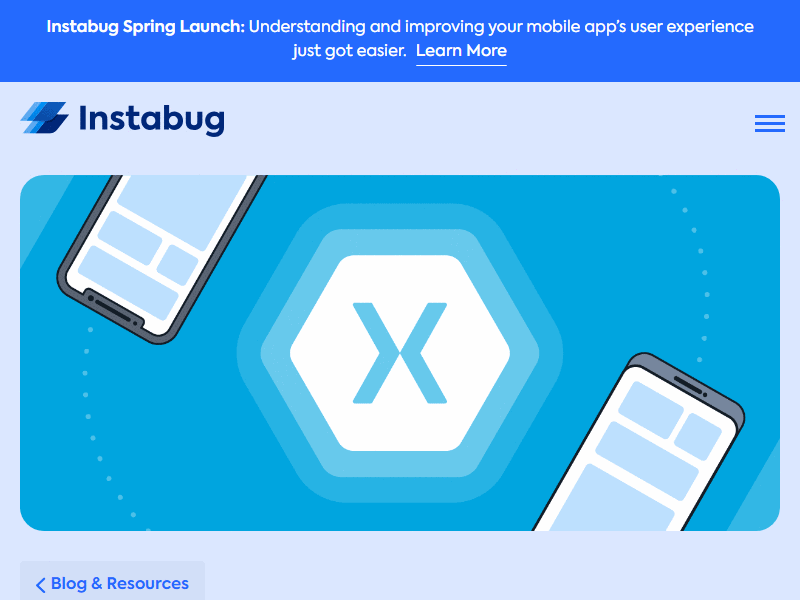 Instabug Spring Launch: Understanding and improving your mobile app’s user experience
just got easier. Learn More
Instabug
X
Blog & Resources